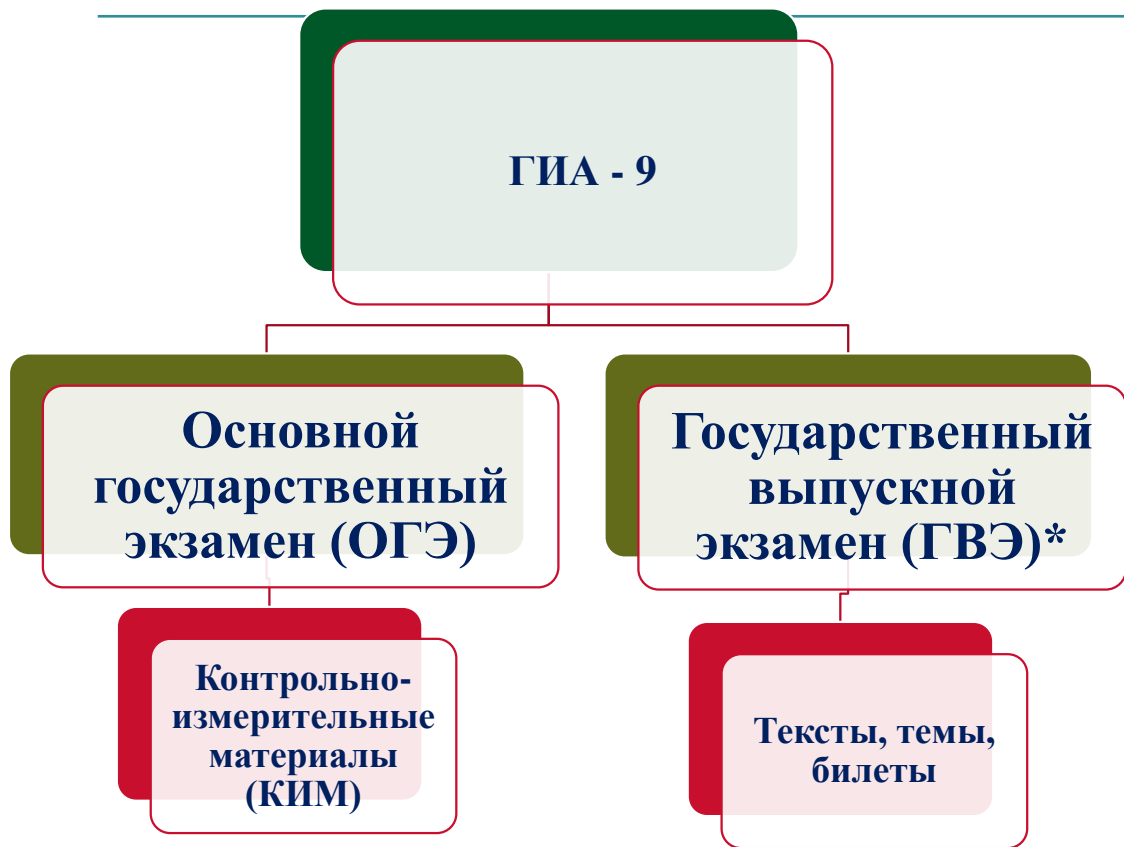 ГИА - 9
Основной
государственный
экзамен (ОГЭ)
Государственный
выпускной
экзамен (ГВЭ)*
Контрольно-
измерительные
материалы
(КИМ)
Тексты, темы,
билеты